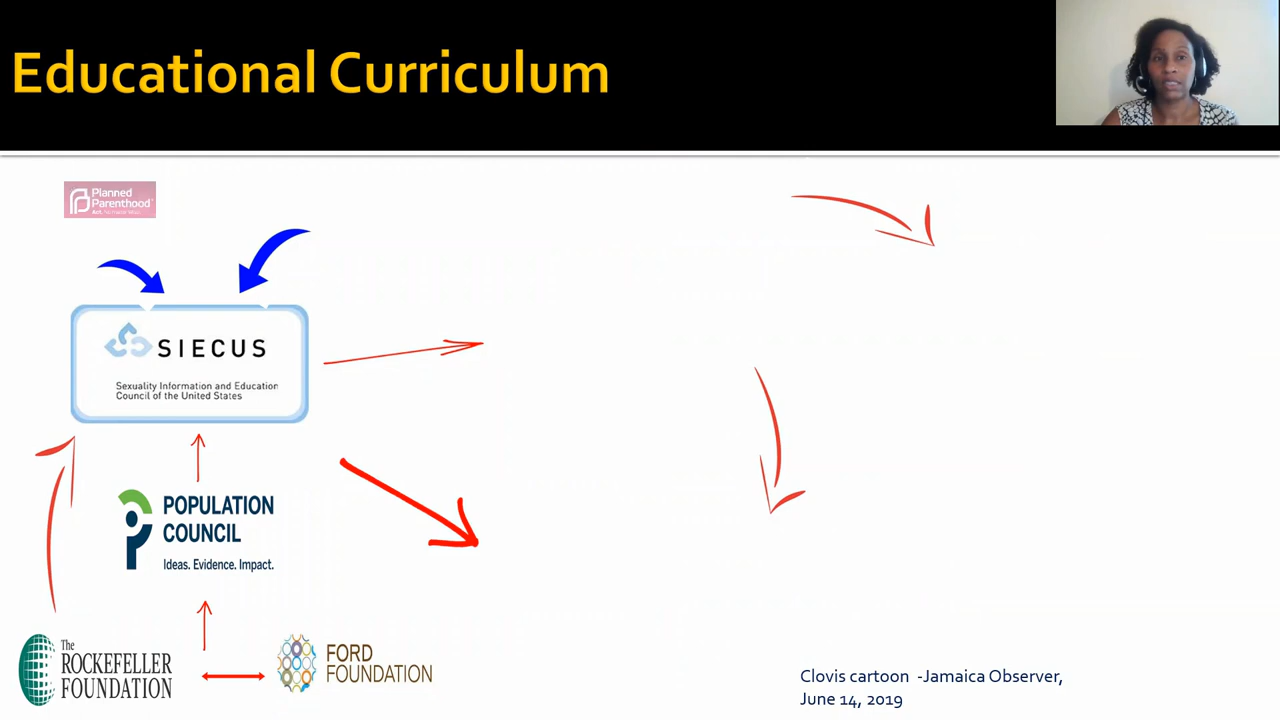 Educational Curriculum
Planned
Parenthood
SIECUS
Sexuality Information and Education
Council of the United States
POPULATION
COUNCIL
Ideas. Evidence. Impact.
The
ROCKEFELLER
FOUNDATION
FORD
FOUNDATION
Clovis cartoon -Jamaica Observer,
June 14, 2019